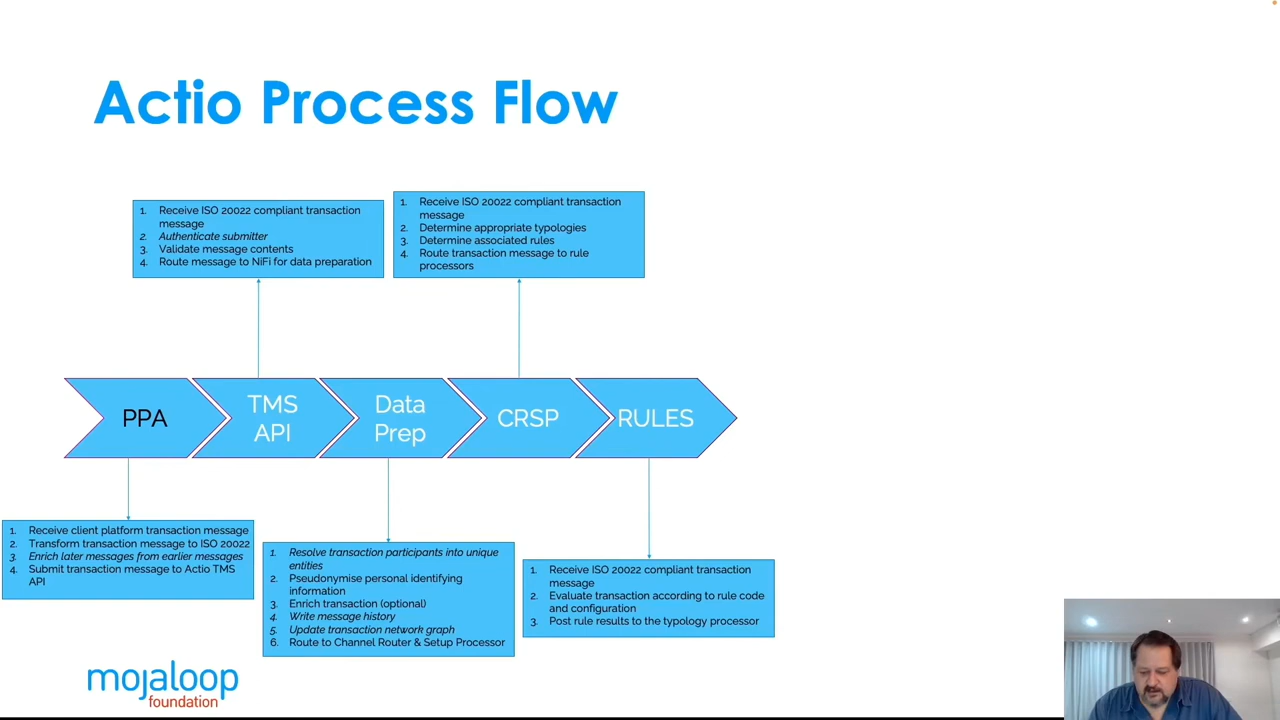 Actio Process Flow
1. Receive ISO 20022 compliant transaction
message
2. Authenticate submitter
3. Validate message contents
4. Route message to NiFi for data preparation
1. Receive ISO 20022 compliant transaction
message
2. Determine appropriate typologies
3. Determine associated rules
4. Route transaction message to rule
processors
PPA
TMS
API
Data
Prep
CRSP
RULES
1. Receive client platform transaction message
2. Transform transaction message to ISO 20022
3. Enrich later messages from earlier messages
4. Submit transaction message to Actio TMS
API
1. Resolve transaction participants into unique
entities
2. Pseudonymise personal identifying
information
3. Enrich transaction (optional)
4. Write message history
5. Update transaction network graph
6. Route to Channel Router & Setup Processor
1. Receive ISO 20022 compliant transaction
message
2. Evaluate transaction according to rule code
and configuration
3. Post rule results to the typology processor
mojaloop
foundation